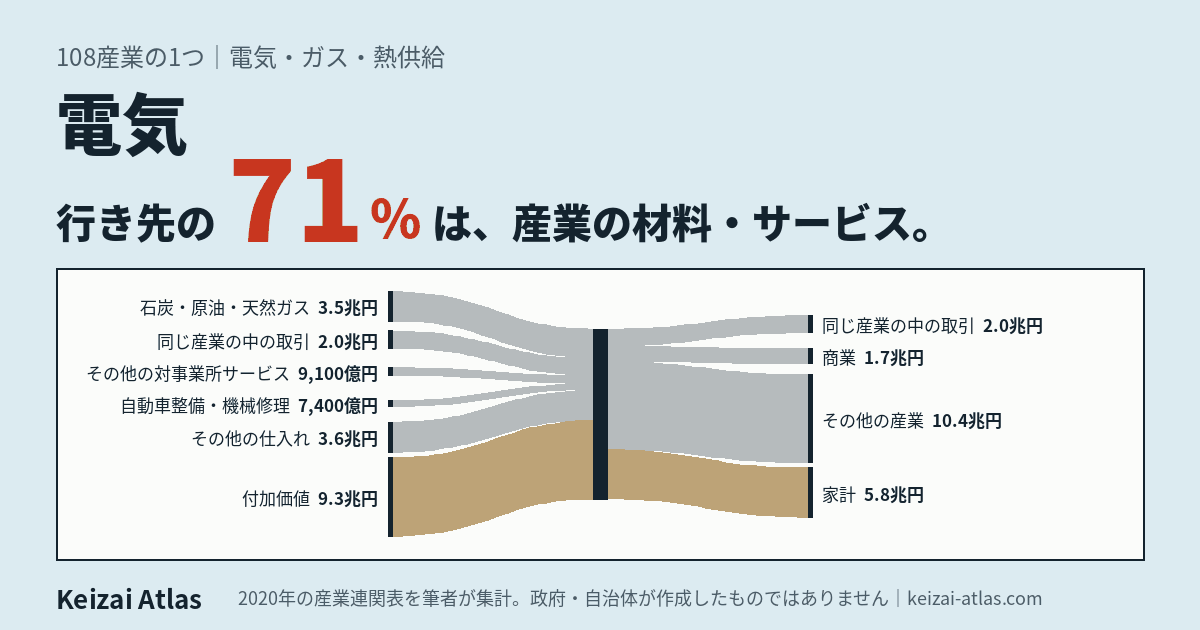 108産業の1つ｜電気・ガス・熱供給
電気
行き先の 71% は、産業の材料・サービス。
石炭・原油・天然ガス 3.5兆円
同じ産業の中の取引 2.0兆円
その他の対事業所サービス 9,100億円
自動車整備・機械修理 7,400億円
その他の仕入れ 3.6兆円
付加価値 9.3兆円
同じ産業の中の取引 2.0兆円
商業 1.7兆円
その他の産業 10.4兆円
家計 5.8兆円
Keizai Atlas 2020年の産業連関表を筆者が集計。政府・自治体が作成したものではありません｜keizai-atlas.com